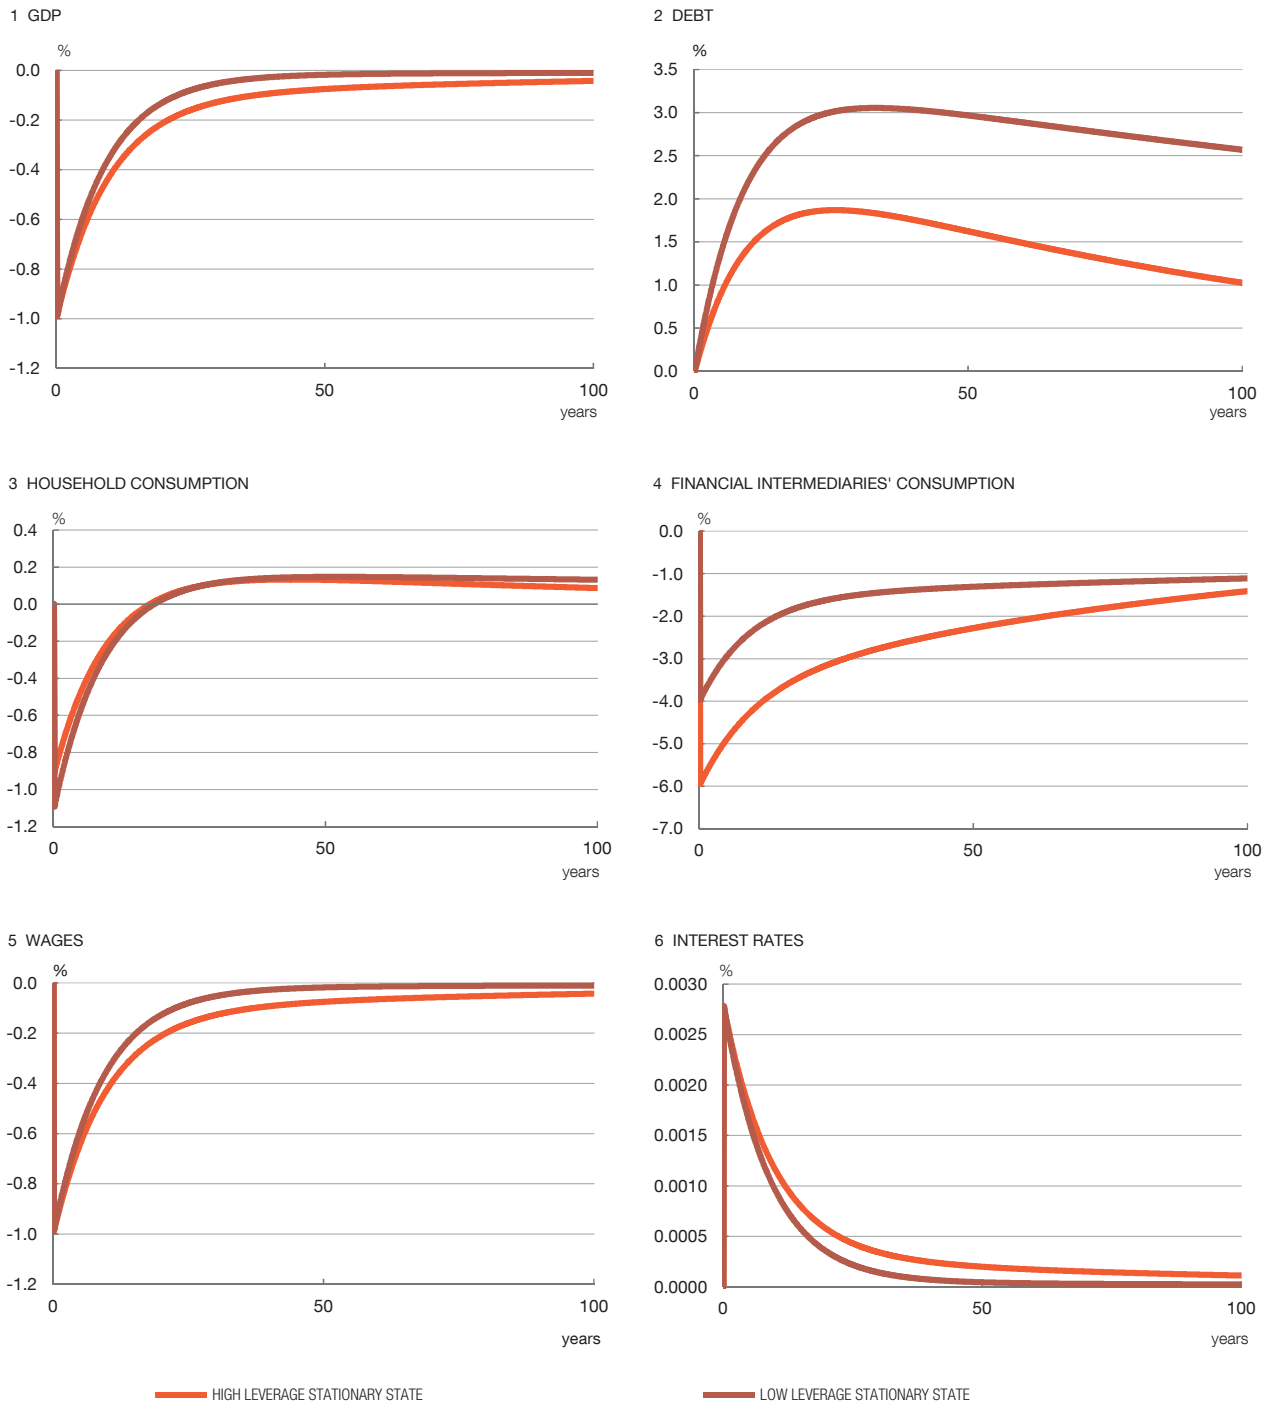 1 GDP
%
0.0
-0.2
-0.4
-0.6
-0.8
-1.0
-1.2
0 50 100
years
2 DEBT
%
3.5
3.0
2.5
2.0
1.5
1.0
0.5
0.0
0 50 100
years
3 HOUSEHOLD CONSUMPTION
%
0.4
0.2
0.0
-0.2
-0.4
-0.6
-0.8
-1.0
-1.2
0 50 100
years
4 FINANCIAL INTERMEDIARIES' CONSUMPTION
%
0.0
-1.0
-2.0
-3.0
-4.0
-5.0
-6.0
-7.0
0 50 100
years
5 WAGES
%
0.0
-0.2
-0.4
-0.6
-0.8
-1.0
-1.2
0 50 100
years
6 INTEREST RATES
%
0.0030
0.0025
0.0020
0.0015
0.0010
0.0005
0.0000
0 50 100
years
HIGH LEVERAGE STATIONARY STATE
LOW LEVERAGE STATIONARY STATE